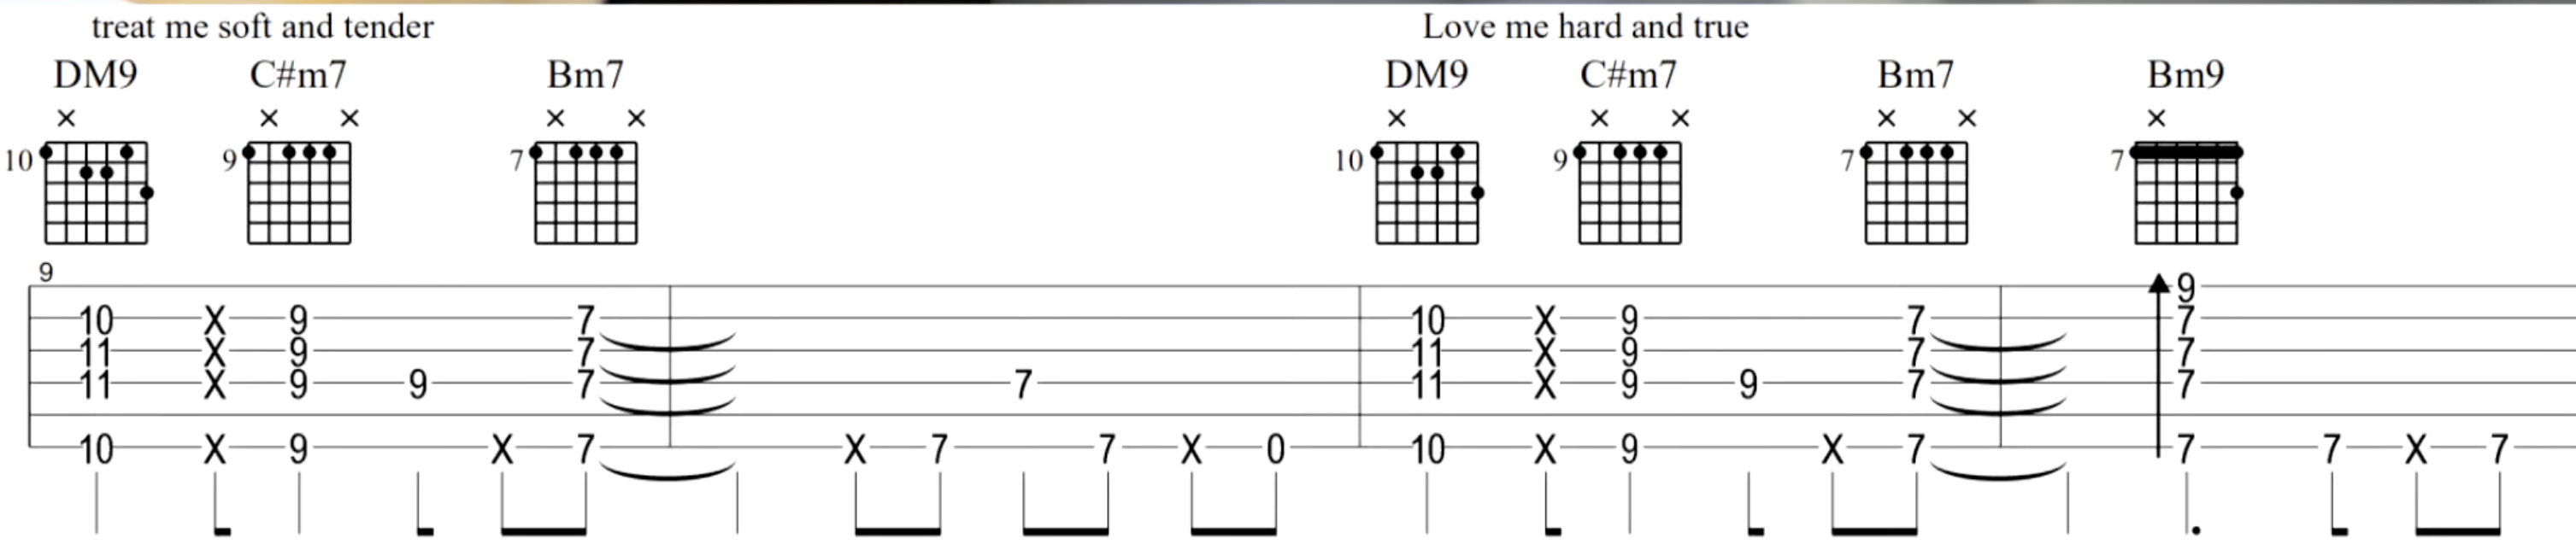 treat me soft and tender Love me hard and true
DM9 C#m7 Bm7 DM9 C#m7 Bm7 Bm9
× × × × × × × × × × ×
10 9 7 10 9 7 7
9
9
10 X 9 7 10 X 9 7 7
11 X 9 7 11 X 9 7 7
11 X 9 9 7 7 11 X 9 9 7 7
10 X 9 X 7 X 7 7 X 0 10 X 9 X 7 7 7 X 7